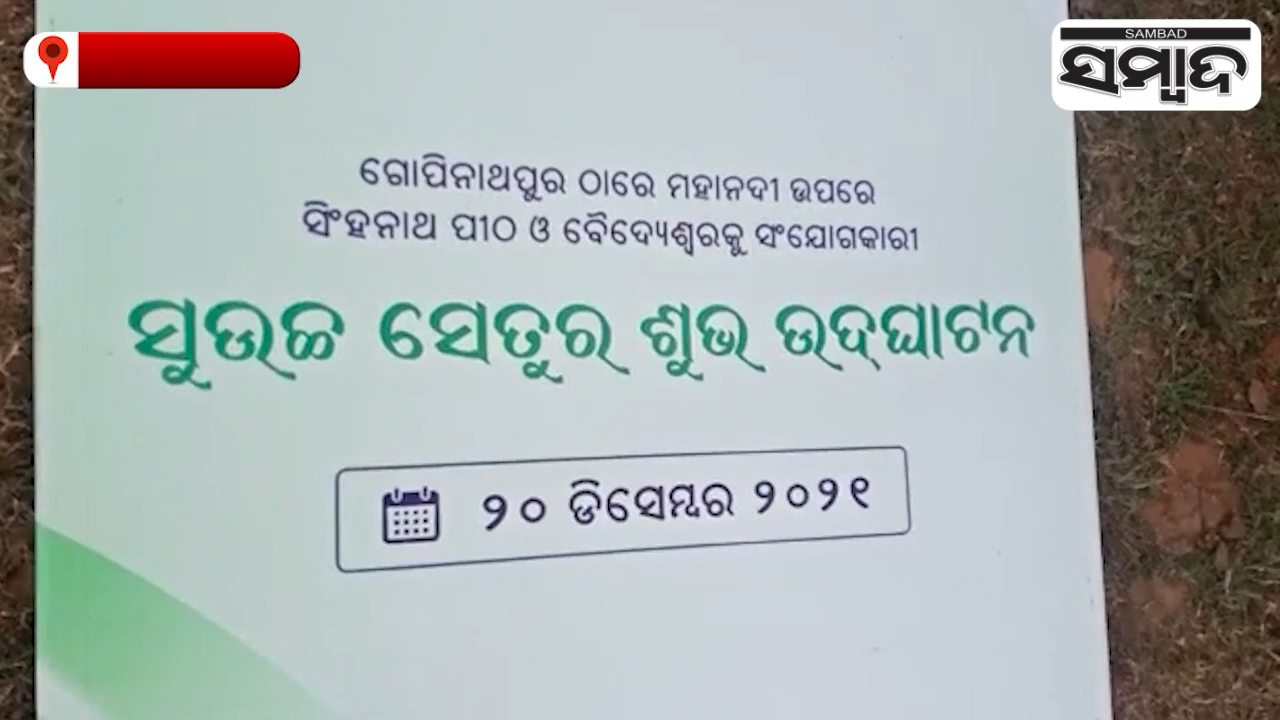 SAMBAD
ସମ୍ବାଦ
ଗୋପିନାଥପୁର ଠାରେ ମହାନଦୀ ଉପରେ
ସିଂହନାଥ ପୀଠ ଓ ବୈଦ୍ୟେଶ୍ୱରକୁ ସଂଯୋଗକାରୀ
ସୁଉଚ୍ଚ ସେତୁର ଶୁଭ ଉଦ୍‌ଘାଟନ
୨୦ ଡିସେମ୍ବର ୨୦୨୧